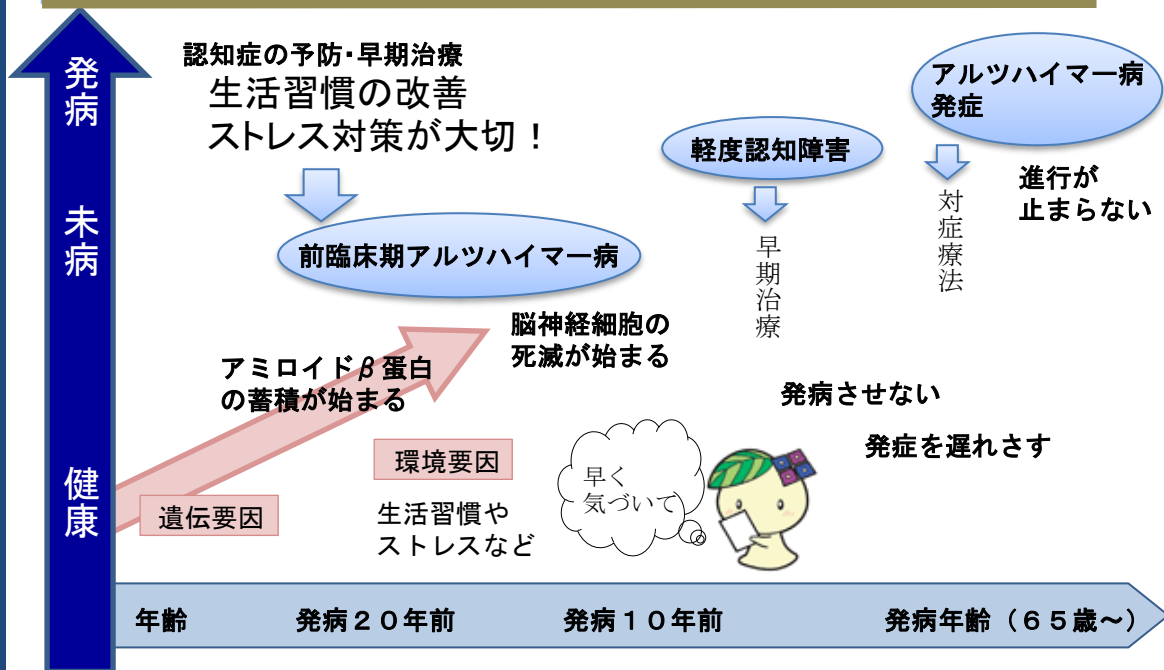 発病
未病
健康
認知症の予防・早期治療
生活習慣の改善
ストレス対策が大切！
アルツハイマー病
発症
軽度認知障害
進行が
止まらない
対症療法
早期治療
前臨床期アルツハイマー病
脳神経細胞の
死滅が始まる
アミロイドβ蛋白
の蓄積が始まる
発病させない
発症を遅れさす
環境要因
早く
気づいて
遺伝要因
生活習慣や
ストレスなど
年齢
発病２０年前
発病１０年前
発病年齢（６５歳～）